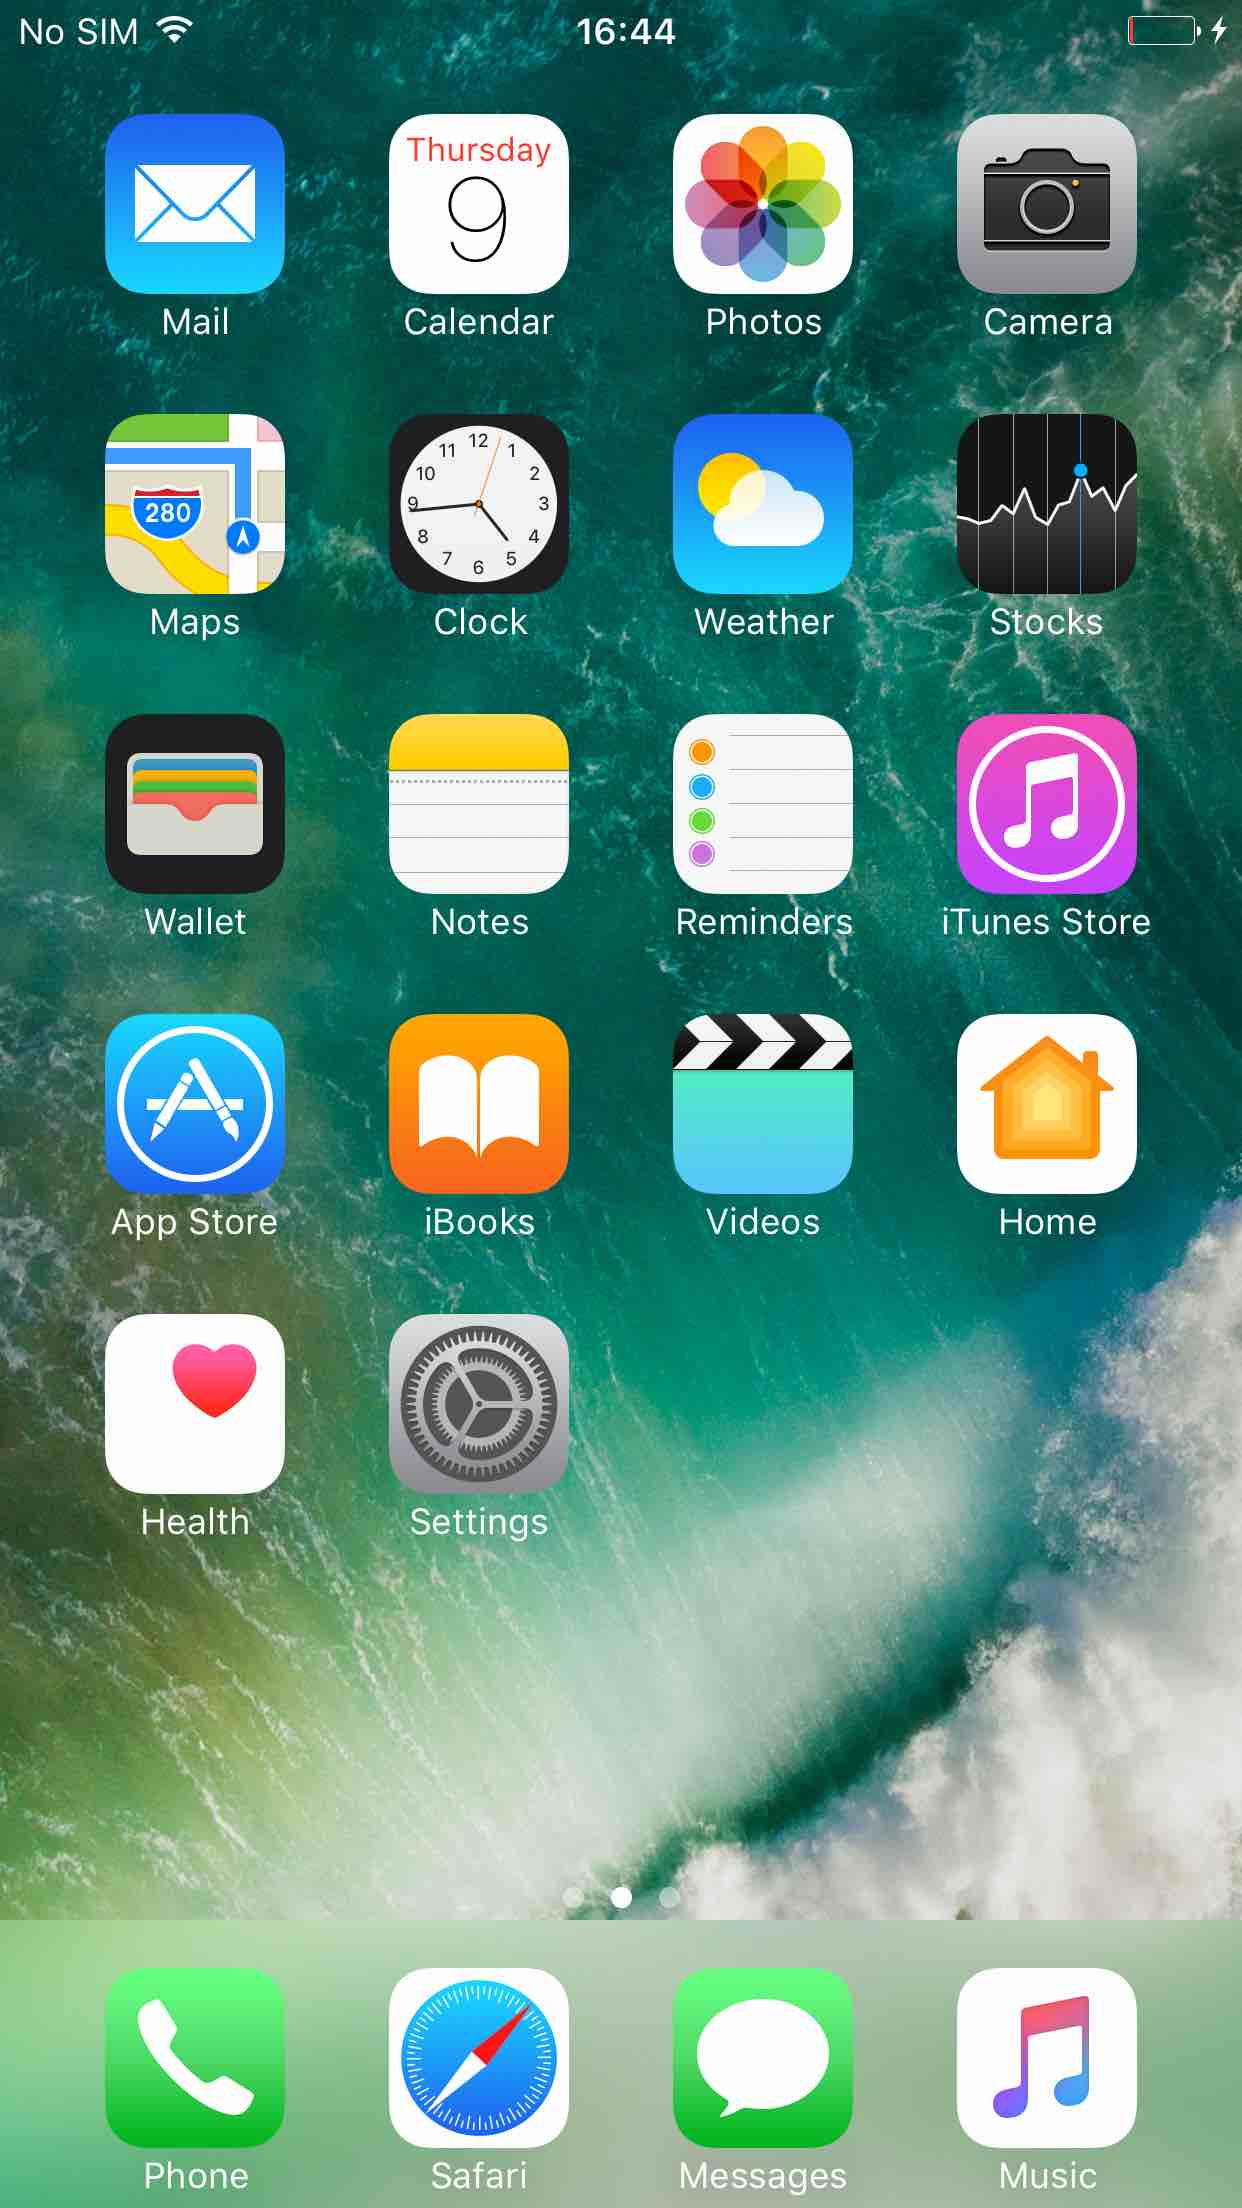 No SIM 16:44
Thursday
9
Mail Calendar Photos Camera
280
12
11 1
10 2
9 3
8 4
7 5
6
Maps Clock Weather Stocks
Wallet Notes Reminders iTunes Store
App Store iBooks Videos Home
Health Settings
Phone Safari Messages Music